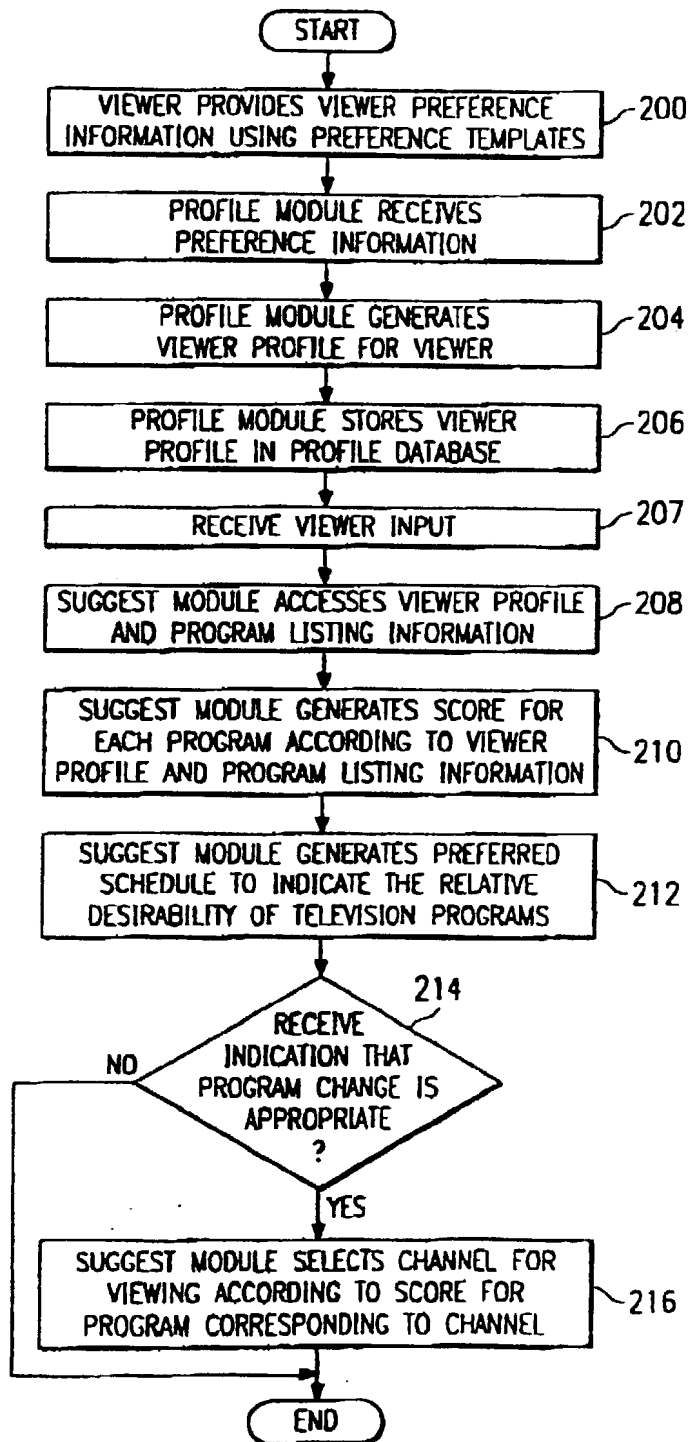 START
VIEWER PROVIDES VIEWER PREFERENCE
INFORMATION USING PREFERENCE TEMPLATES
200
PROFILE MODULE RECEIVES
PREFERENCE INFORMATION
202
PROFILE MODULE GENERATES
VIEWER PROFILE FOR VIEWER
204
PROFILE MODULE STORES VIEWER
PROFILE IN PROFILE DATABASE
206
RECEIVE VIEWER INPUT
207
SUGGEST MODULE ACCESSES VIEWER PROFILE
AND PROGRAM LISTING INFORMATION
208
SUGGEST MODULE GENERATES SCORE FOR
EACH PROGRAM ACCORDING TO VIEWER
PROFILE AND PROGRAM LISTING INFORMATION
210
SUGGEST MODULE GENERATES PREFERRED
SCHEDULE TO INDICATE THE RELATIVE
DESIRABILITY OF TELEVISION PROGRAMS
212
214
RECEIVE
INDICATION THAT
PROGRAM CHANGE IS
APPROPRIATE
?
NO
YES
SUGGEST MODULE SELECTS CHANNEL FOR
VIEWING ACCORDING TO SCORE FOR
PROGRAM CORRESPONDING TO CHANNEL
216
END